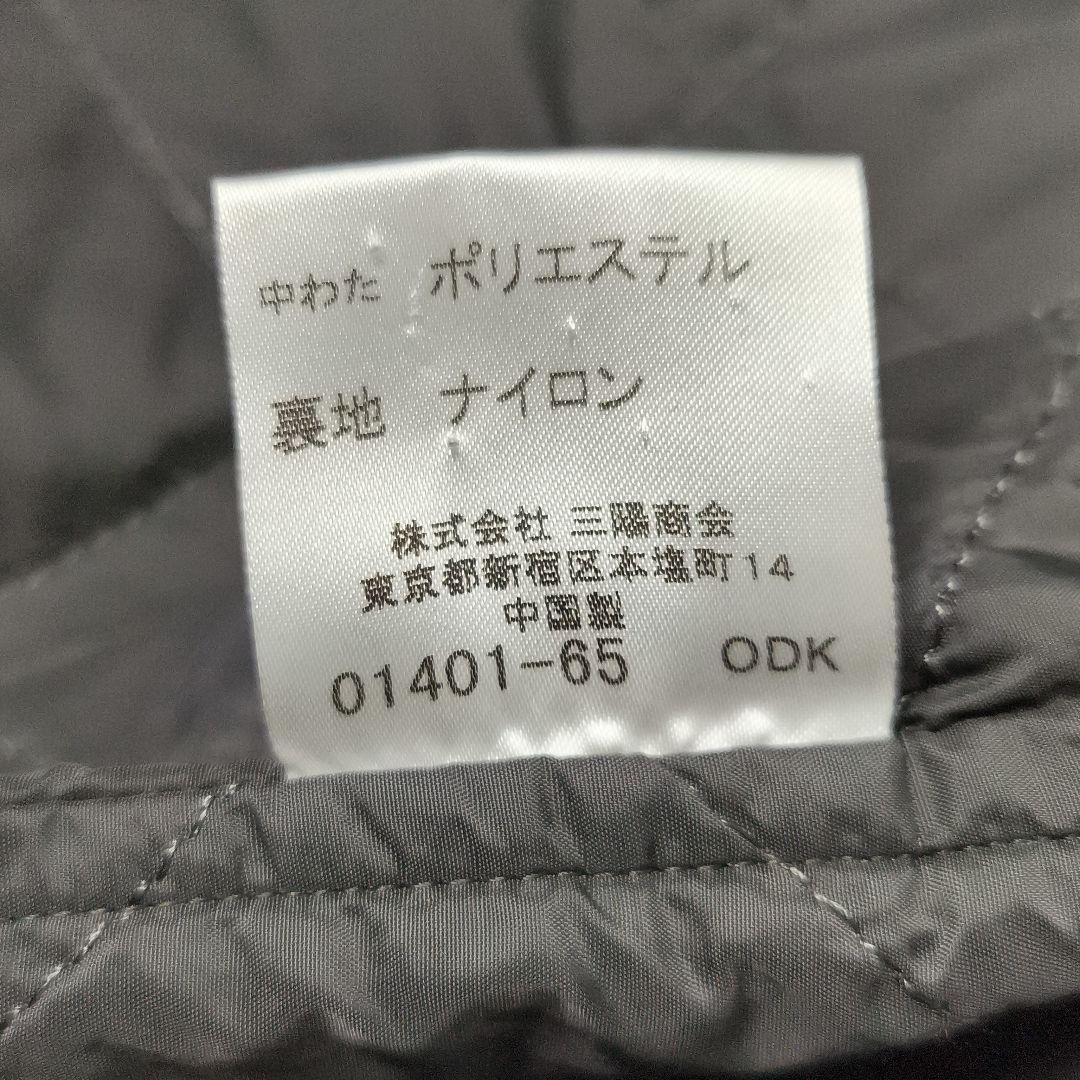 中わた ポリエステル
裏地 ナイロン
株式会社 三陽商会
東京都新宿区本塩町14
中国製
01401-65 ODK